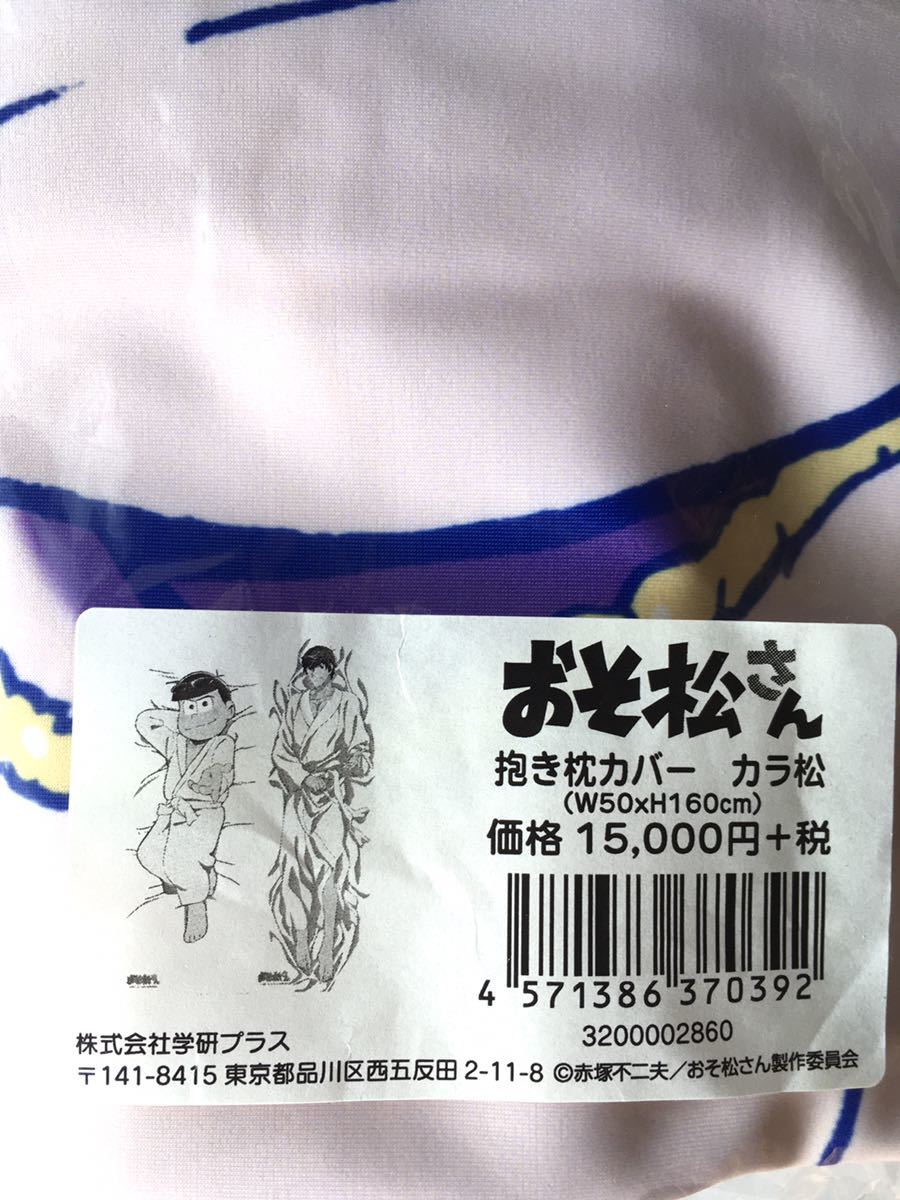 おそ松さん
抱き枕カバー カラ松
(W50xH160cm)
価格 15,000円+税
4 571386 370392
3200002860
株式会社学研プラス
〒141-8415 東京都品川区西五反田 2-11-8 ©赤塚不二夫/おそ松さん製作委員会